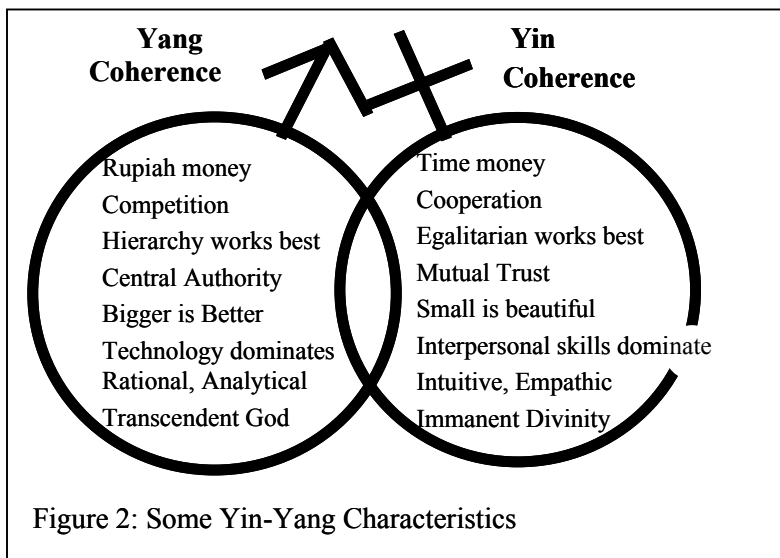 Yang
Coherence
Yin
Coherence
Rupiah money
Competition
Hierarchy works best
Central Authority
Bigger is Better
Technology dominates
Rational, Analytical
Transcendent God
Time money
Cooperation
Egalitarian works best
Mutual Trust
Small is beautiful
Interpersonal skills dominate
Intuitive, Empathic
Immanent Divinity
Figure 2: Some Yin-Yang Characteristics